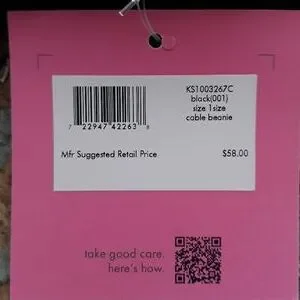 KS1003267C
black(001)
size 1size
cable beanie
7 22947 42263 8
Mfr Suggested Retail Price $58.00
take good care.
here's how.